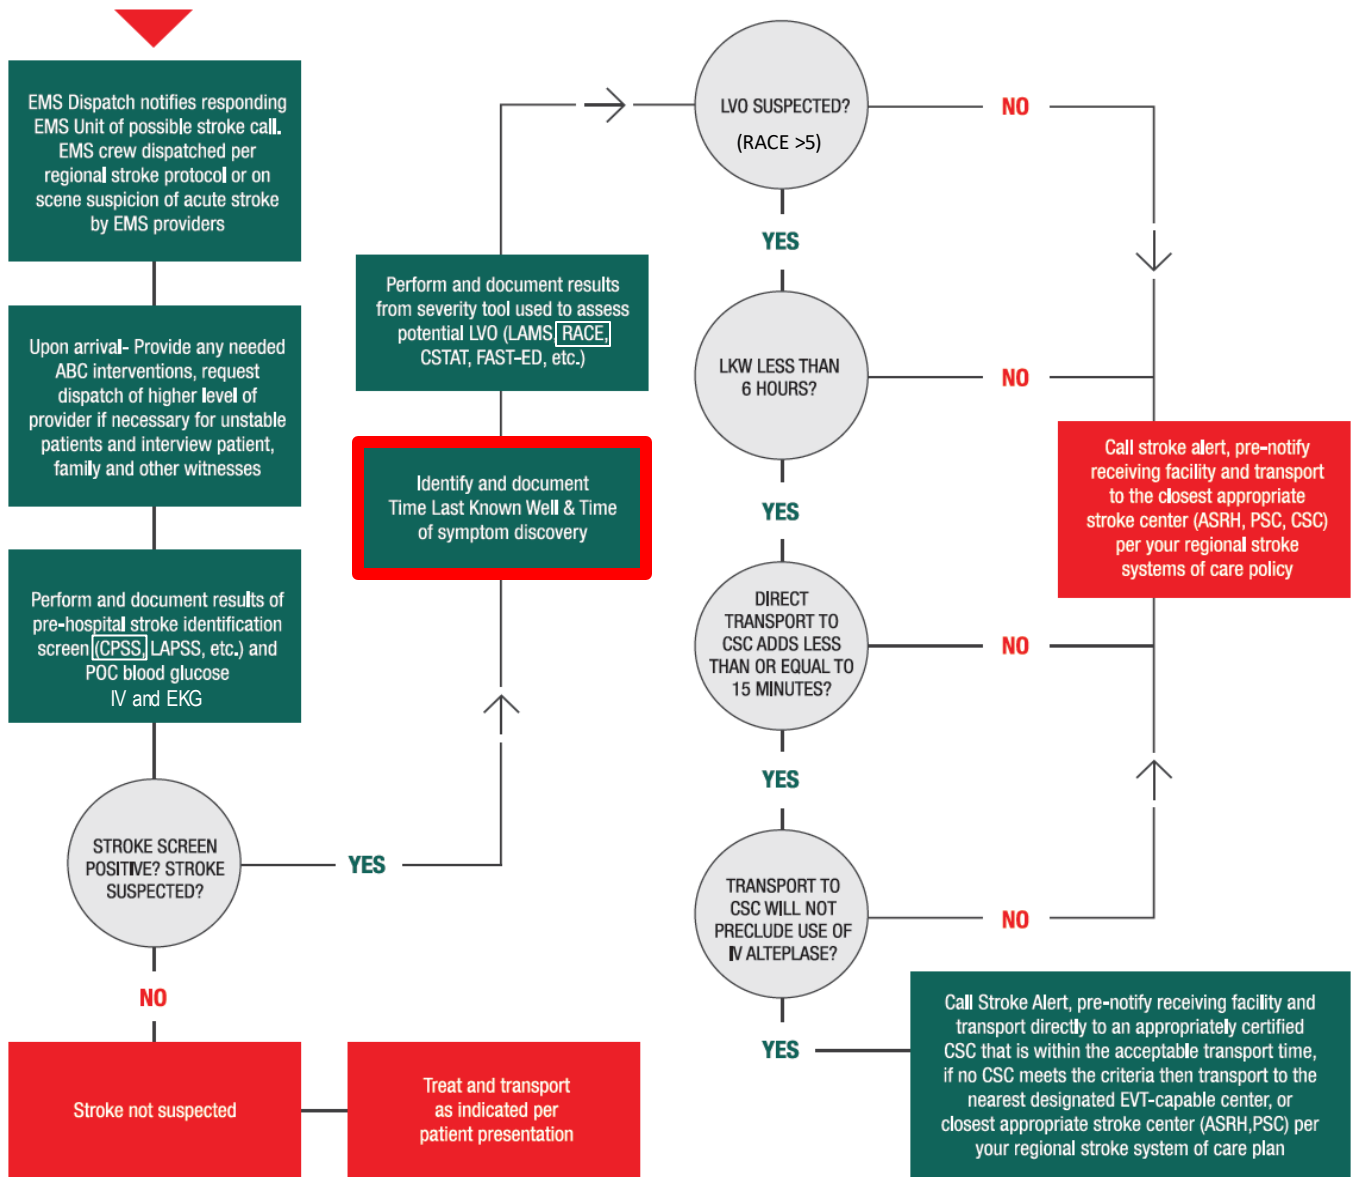 EMS Dispatch notifies responding
EMS Unit of possible stroke call.
EMS crew dispatched per
regional stroke protocol or on
scene suspicion of acute stroke
by EMS providers
Upon arrival- Provide any needed
ABC interventions, request
dispatch of higher level of
provider if necessary for unstable
patients and interview patient,
family and other witnesses
Perform and document results of
pre-hospital stroke identification
screen (CPSS, LAPSS, etc.) and
POC blood glucose
IV and EKG
STROKE SCREEN
POSITIVE? STROKE
SUSPECTED?
YES
NO
Stroke not suspected
Treat and transport
as indicated per
patient presentation
Identify and document
Time Last Known Well & Time
of symptom discovery
Perform and document results
from severity tool used to assess
potential LVO (LAMS, RACE,
CSTAT, FAST-ED, etc.)
LVO SUSPECTED?
(RACE >5)
NO
YES
LKW LESS THAN
6 HOURS?
NO
YES
DIRECT
TRANSPORT TO
CSC ADDS LESS
THAN OR EQUAL TO
15 MINUTES?
NO
YES
TRANSPORT TO
CSC WILL NOT
PRECLUDE USE OF
IV ALTEPLASE?
NO
YES
Call stroke alert, pre-notify
receiving facility and transport
to the closest appropriate
stroke center (ASRH, PSC, CSC)
per your regional stroke
systems of care policy
Call Stroke Alert, pre-notify receiving facility and
transport directly to an appropriately certified
CSC that is within the acceptable transport time,
if no CSC meets the criteria then transport to the
nearest designated EVT-capable center, or
closest appropriate stroke center (ASRH,PSC) per
your regional stroke system of care plan